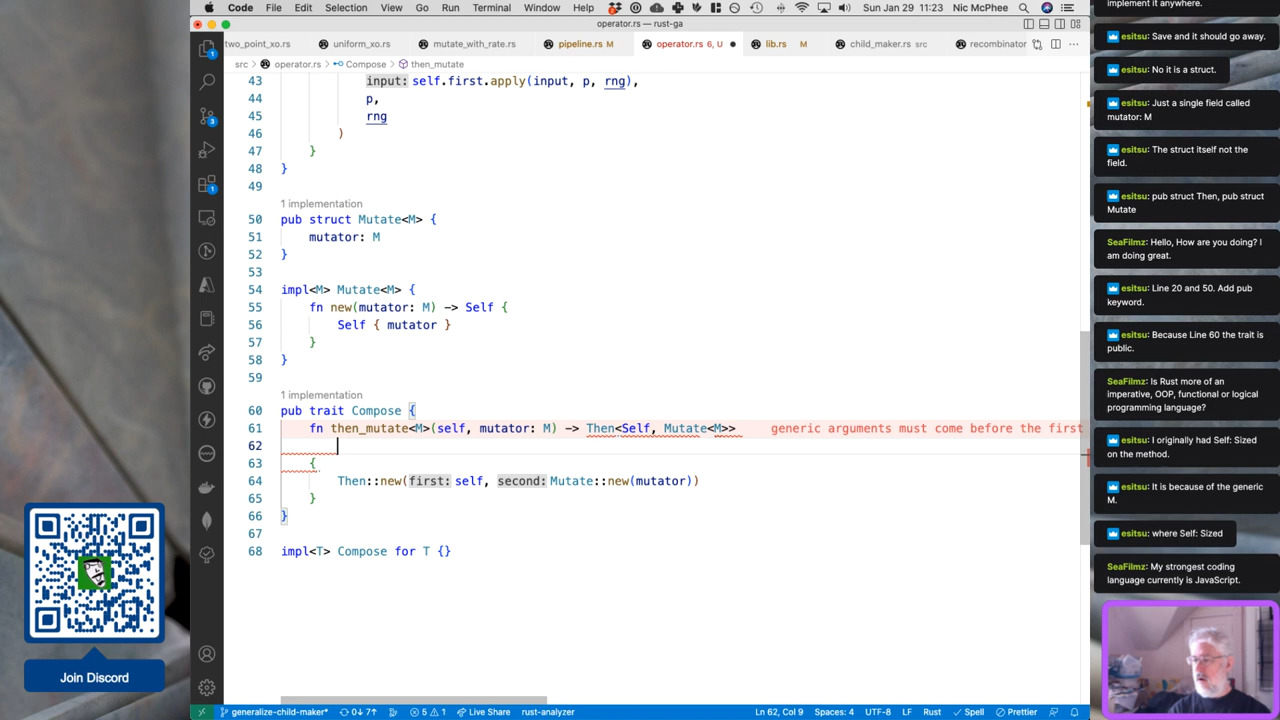 Code File Edit Selection View Go Run Terminal Window Help Sun Jan 29 11:23 Nic McPhee
operator.rs — rust-ga
two_point_xo.rs uniform_xo.rs mutate_with_rate.rs pipeline.rs M operator.rs 6, U lib.rs M child_maker.rs src recombinator
src > operator.rs > Compose > then_mutate
43 input: self.first.apply(input, p, rng),
44 p,
45 rng
46 )
47 }
48 }
49
1 implementation
50 pub struct Mutate<M> {
51 mutator: M
52 }
53
54 impl<M> Mutate<M> {
55 fn new(mutator: M) -> Self {
56 Self { mutator }
57 }
58 }
59
1 implementation
60 pub trait Compose {
61 fn then_mutate<M>(self, mutator: M) -> Then<Self, Mutate<M>> generic arguments must come before the first
62
63 {
64 Then::new(first: self, second: Mutate::new(mutator))
65 }
66 }
67
68 impl<T> Compose for T {}
generalize-child-maker* 0↓ 7↑ 5 1 Live Share rust-analyzer Ln 62, Col 9 Spaces: 4 UTF-8 LF Rust Spell Prettier
1
3
1
Join Discord
implement it anywhere.
esitsu: Save and it should go away.
esitsu: No it is a struct.
esitsu: Just a single field called
mutator: M
esitsu: The struct itself not the
field.
esitsu: pub struct Then, pub struct
Mutate
SeaFilmz: Hello, How are you doing? I
am doing great.
esitsu: Line 20 and 50. Add pub
keyword.
esitsu: Because Line 60 the trait is
public.
SeaFilmz: Is Rust more of an
imperative, OOP, functional or logical
programming language?
esitsu: I originally had Self: Sized
on the method.
esitsu: It is because of the generic
M.
esitsu: where Self: Sized
SeaFilmz: My strongest coding
language currently is JavaScript.